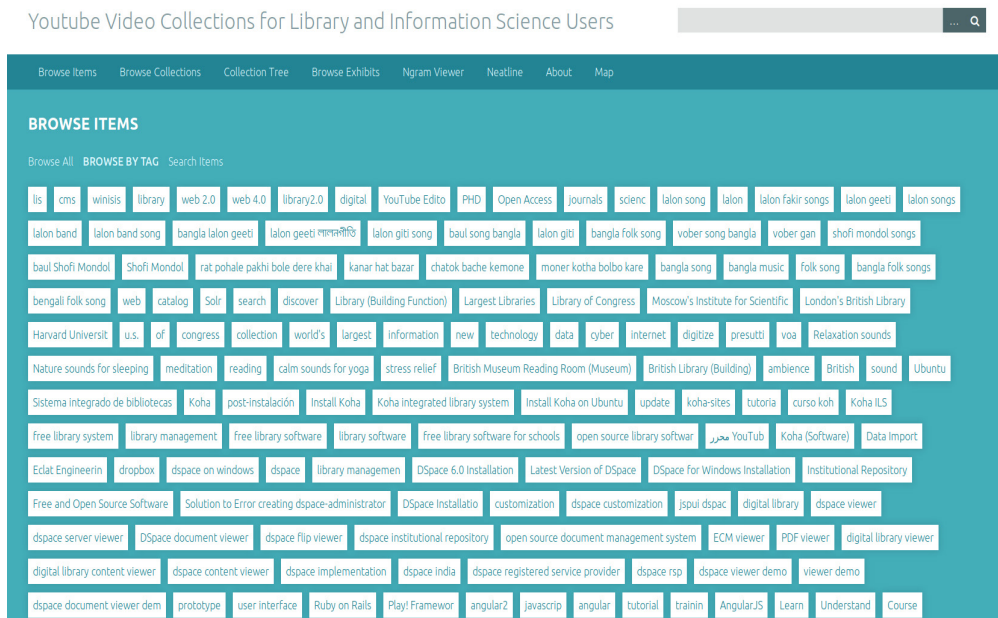 Youtube Video Collections for Library and Information Science Users
...
Browse Items Browse Collections Collection Tree Browse Exhibits Ngram Viewer Neatline About Map
BROWSE ITEMS
Browse All BROWSE BY TAG Search Items
lis cms winisis library web 2.0 web 4.0 library2.0 digital YouTube Edito PHD Open Access journals scienc lalon song lalon lalon fakir songs lalon geeti lalon songs
lalon band lalon band song bangla lalon geeti lalon geeti লালনগীতি lalon giti song baul song bangla lalon giti bangla folk song vober song bangla vober gan shofi mondol songs
baul Shofi Mondol Shofi Mondol rat pohale pakhi bole dere khai kanar hat bazar chatok bache kemone moner kotha bolbo kare bangla song bangla music folk song bangla folk songs
bengali folk song web catalog Solr search discover Library (Building Function) Largest Libraries Library of Congress Moscow's Institute for Scientific London's British Library
Harvard Universit u.s. of congress collection world's largest information new technology data cyber internet digitize presutti voa Relaxation sounds
Nature sounds for sleeping meditation reading calm sounds for yoga stress relief British Museum Reading Room (Museum) British Library (Building) ambience British sound Ubuntu
Sistema integrado de bibliotecas Koha post-instalación Install Koha Koha integrated library system Install Koha on Ubuntu update koha-sites tutoria curso koh Koha ILS
free library system library management free library software library software free library software for schools open source library softwar محرر YouTub Koha (Software) Data Import
Eclat Engineerin dropbox dspace on windows dspace library managemen DSpace 6.0 Installation Latest Version of DSpace DSpace for Windows Installation Institutional Repository
Free and Open Source Software Solution to Error creating dspace-administrator DSpace Installatio customization dspace customization jspui dspac digital library dspace viewer
dspace server viewer DSpace document viewer dspace flip viewer dspace institutional repository open source document management system ECM viewer PDF viewer digital library viewer
digital library content viewer dspace content viewer dspace implementation dspace india dspace registered service provider dspace rsp dspace viewer demo viewer demo
dspace document viewer dem prototype user interface Ruby on Rails Play! Framewor angular2 javascrip angular tutorial trainin AngularJS Learn Understand Course